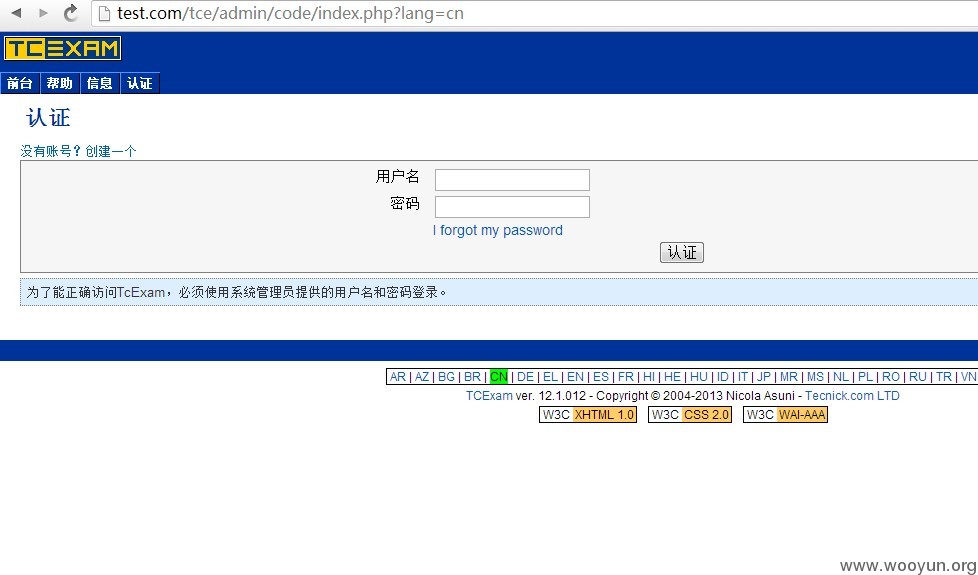 test.com/tce/admin/code/index.php?lang=cn
TCEXAM
前台 帮助 信息 认证
认证
没有账号？创建一个
用户名
密码
I forgot my password
认证
为了能正确访问TcExam，必须使用系统管理员提供的用户名和密码登录。
AR | AZ | BG | BR | CN | DE | EL | EN | ES | FR | HI | HE | HU | ID | IT | JP | MR | MS | NL | PL | RO | RU | TR | VN
TCExam ver. 12.1.012 - Copyright © 2004-2013 Nicola Asuni - Tecnick.com LTD
W3C XHTML 1.0 W3C CSS 2.0 W3C WAI-AAA
www.wooyun.org